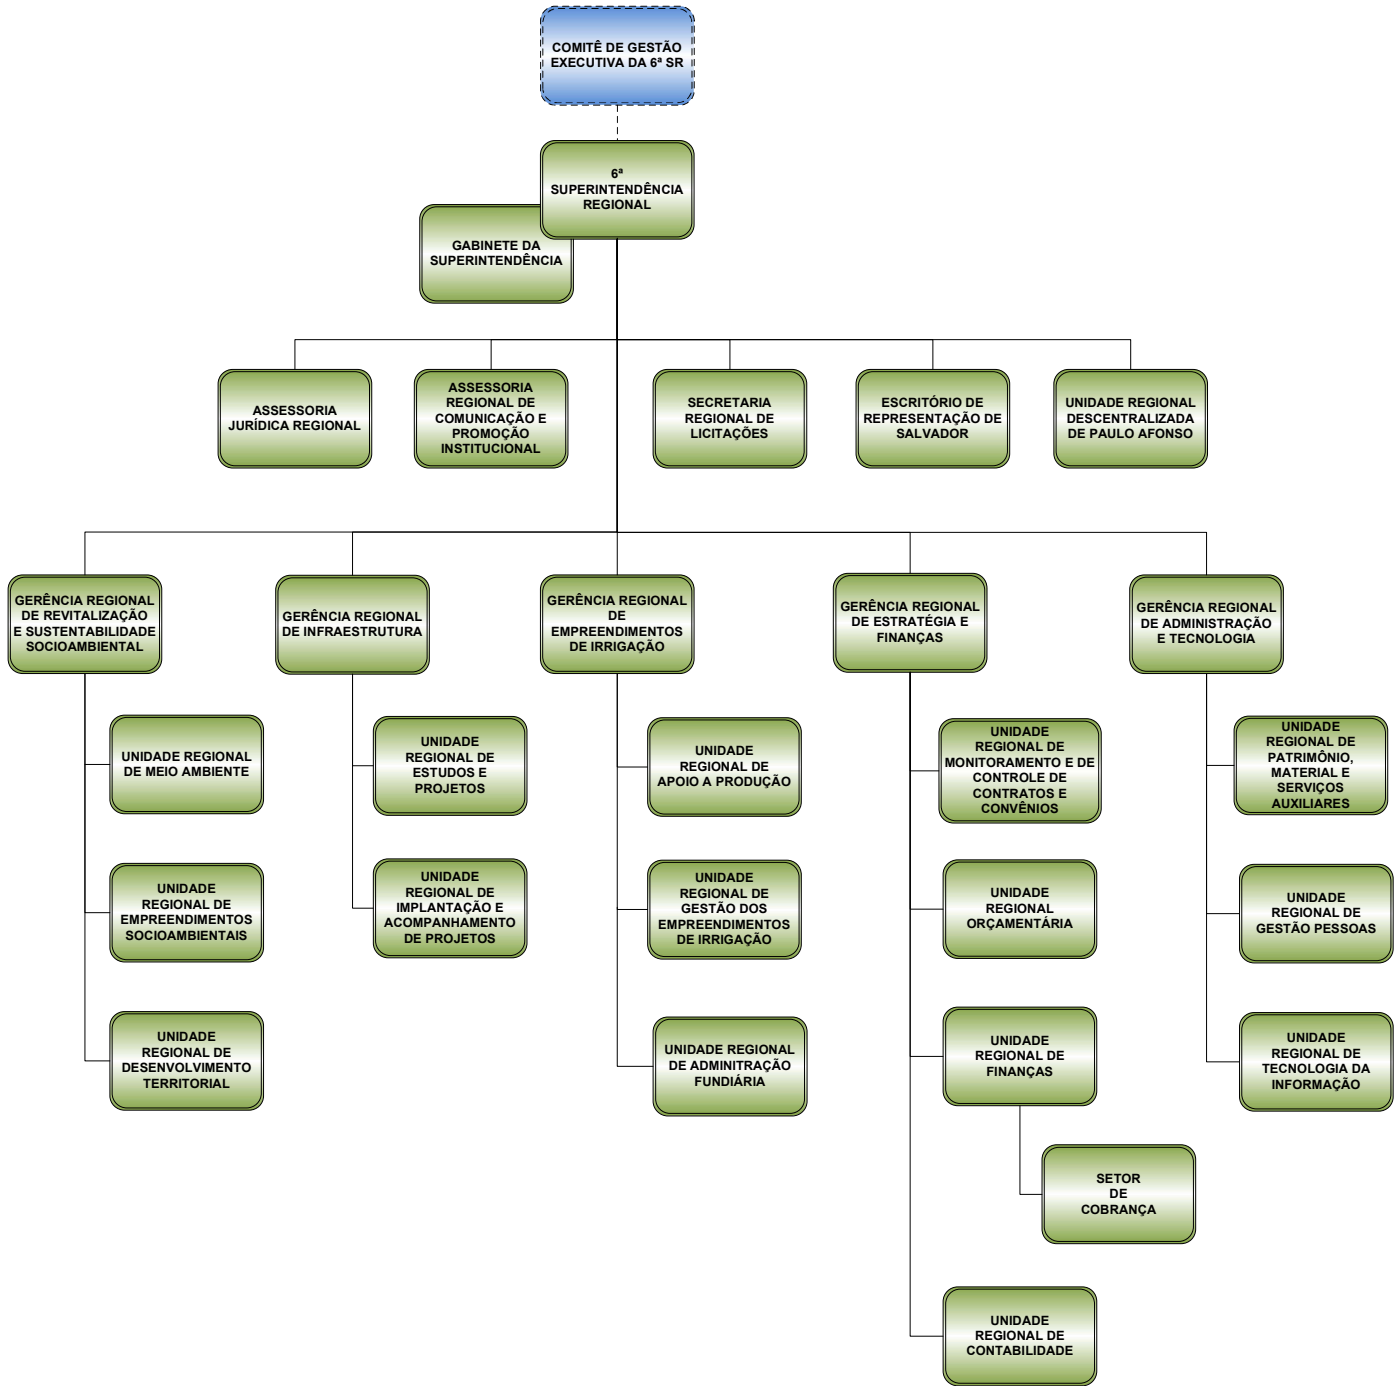 COMITÊ DE GESTÃO
EXECUTIVA DA 6ª SR
6ª
SUPERINTENDÊNCIA
REGIONAL
GABINETE DA
SUPERINTENDÊNCIA
ASSESSORIA
JURÍDICA REGIONAL
ASSESSORIA
REGIONAL DE
COMUNICAÇÃO E
PROMOÇÃO
INSTITUCIONAL
SECRETARIA
REGIONAL DE
LICITAÇÕES
ESCRITÓRIO DE
REPRESENTAÇÃO DE
SALVADOR
UNIDADE REGIONAL
DESCENTRALIZADA
DE PAULO AFONSO
GERÊNCIA REGIONAL
DE REVITALIZAÇÃO
E SUSTENTABILIDADE
SOCIOAMBIENTAL
GERÊNCIA REGIONAL
DE INFRAESTRUTURA
GERÊNCIA REGIONAL
DE
EMPREENDIMENTOS
DE IRRIGAÇÃO
GERÊNCIA REGIONAL
DE ESTRATÉGIA E
FINANÇAS
GERÊNCIA REGIONAL
DE ADMINISTRAÇÃO
E TECNOLOGIA
UNIDADE REGIONAL
DE MEIO AMBIENTE
UNIDADE
REGIONAL DE
ESTUDOS E
PROJETOS
UNIDADE
REGIONAL DE
APOIO A PRODUÇÃO
UNIDADE
REGIONAL DE
MONITORAMENTO E DE
CONTROLE DE
CONTRATOS E
CONVÊNIOS
UNIDADE
REGIONAL DE
PATRIMÔNIO,
MATERIAL E
SERVIÇOS
AUXILIARES
UNIDADE
REGIONAL DE
EMPREENDIMENTOS
SOCIOAMBIENTAIS
UNIDADE
REGIONAL DE
IMPLANTAÇÃO E
ACOMPANHAMENTO
DE PROJETOS
UNIDADE
REGIONAL DE
GESTÃO DOS
EMPREENDIMENTOS
DE IRRIGAÇÃO
UNIDADE
REGIONAL
ORÇAMENTÁRIA
UNIDADE
REGIONAL DE
GESTÃO PESSOAS
UNIDADE
REGIONAL DE
DESENVOLVIMENTO
TERRITORIAL
UNIDADE REGIONAL
DE ADMINITRAÇÃO
FUNDIÁRIA
UNIDADE
REGIONAL DE
FINANÇAS
UNIDADE
REGIONAL DE
TECNOLOGIA DA
INFORMAÇÃO
SETOR
DE
COBRANÇA
UNIDADE
REGIONAL DE
CONTABILIDADE